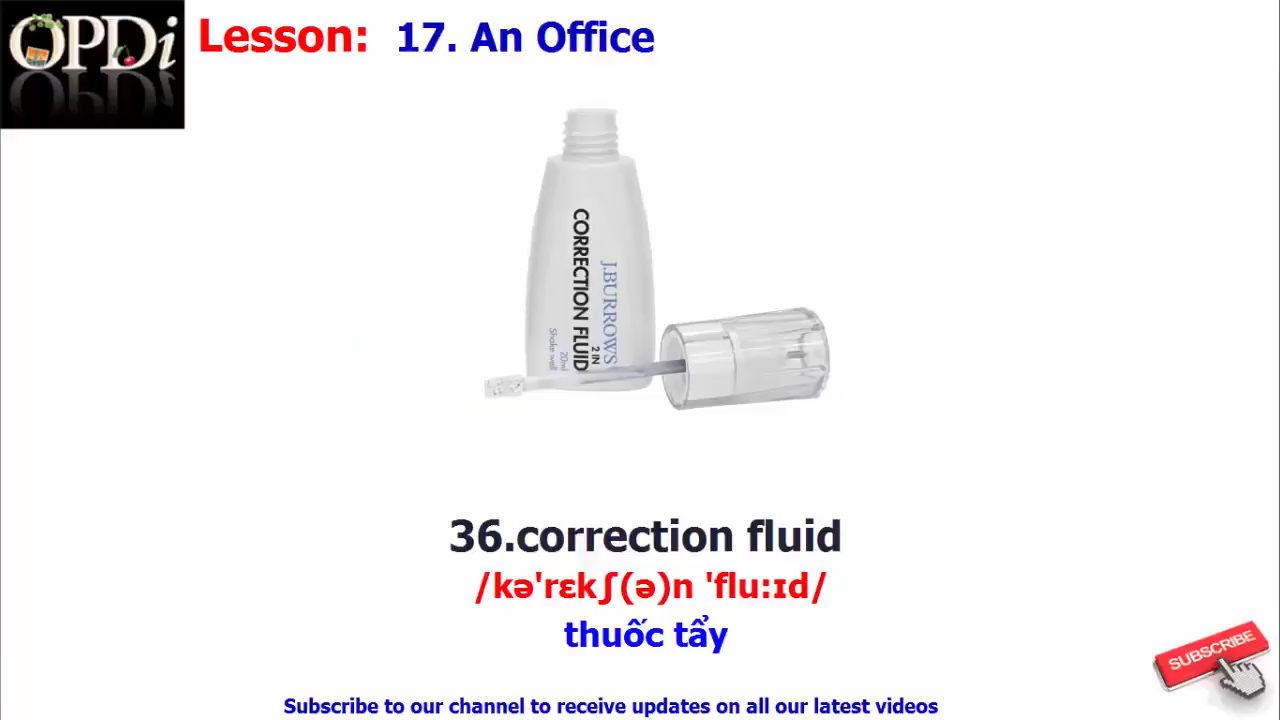 OPDi
Lesson: 17. An Office
CORRECTION FLUID
J.BURROWS
2 IN
20ml
Shake well
36.correction fluid
/kə'rɛkʃ(ə)n 'flu:ɪd/
thuốc tẩy
SUBSCRIBE
Subscribe to our channel to receive updates on all our latest videos